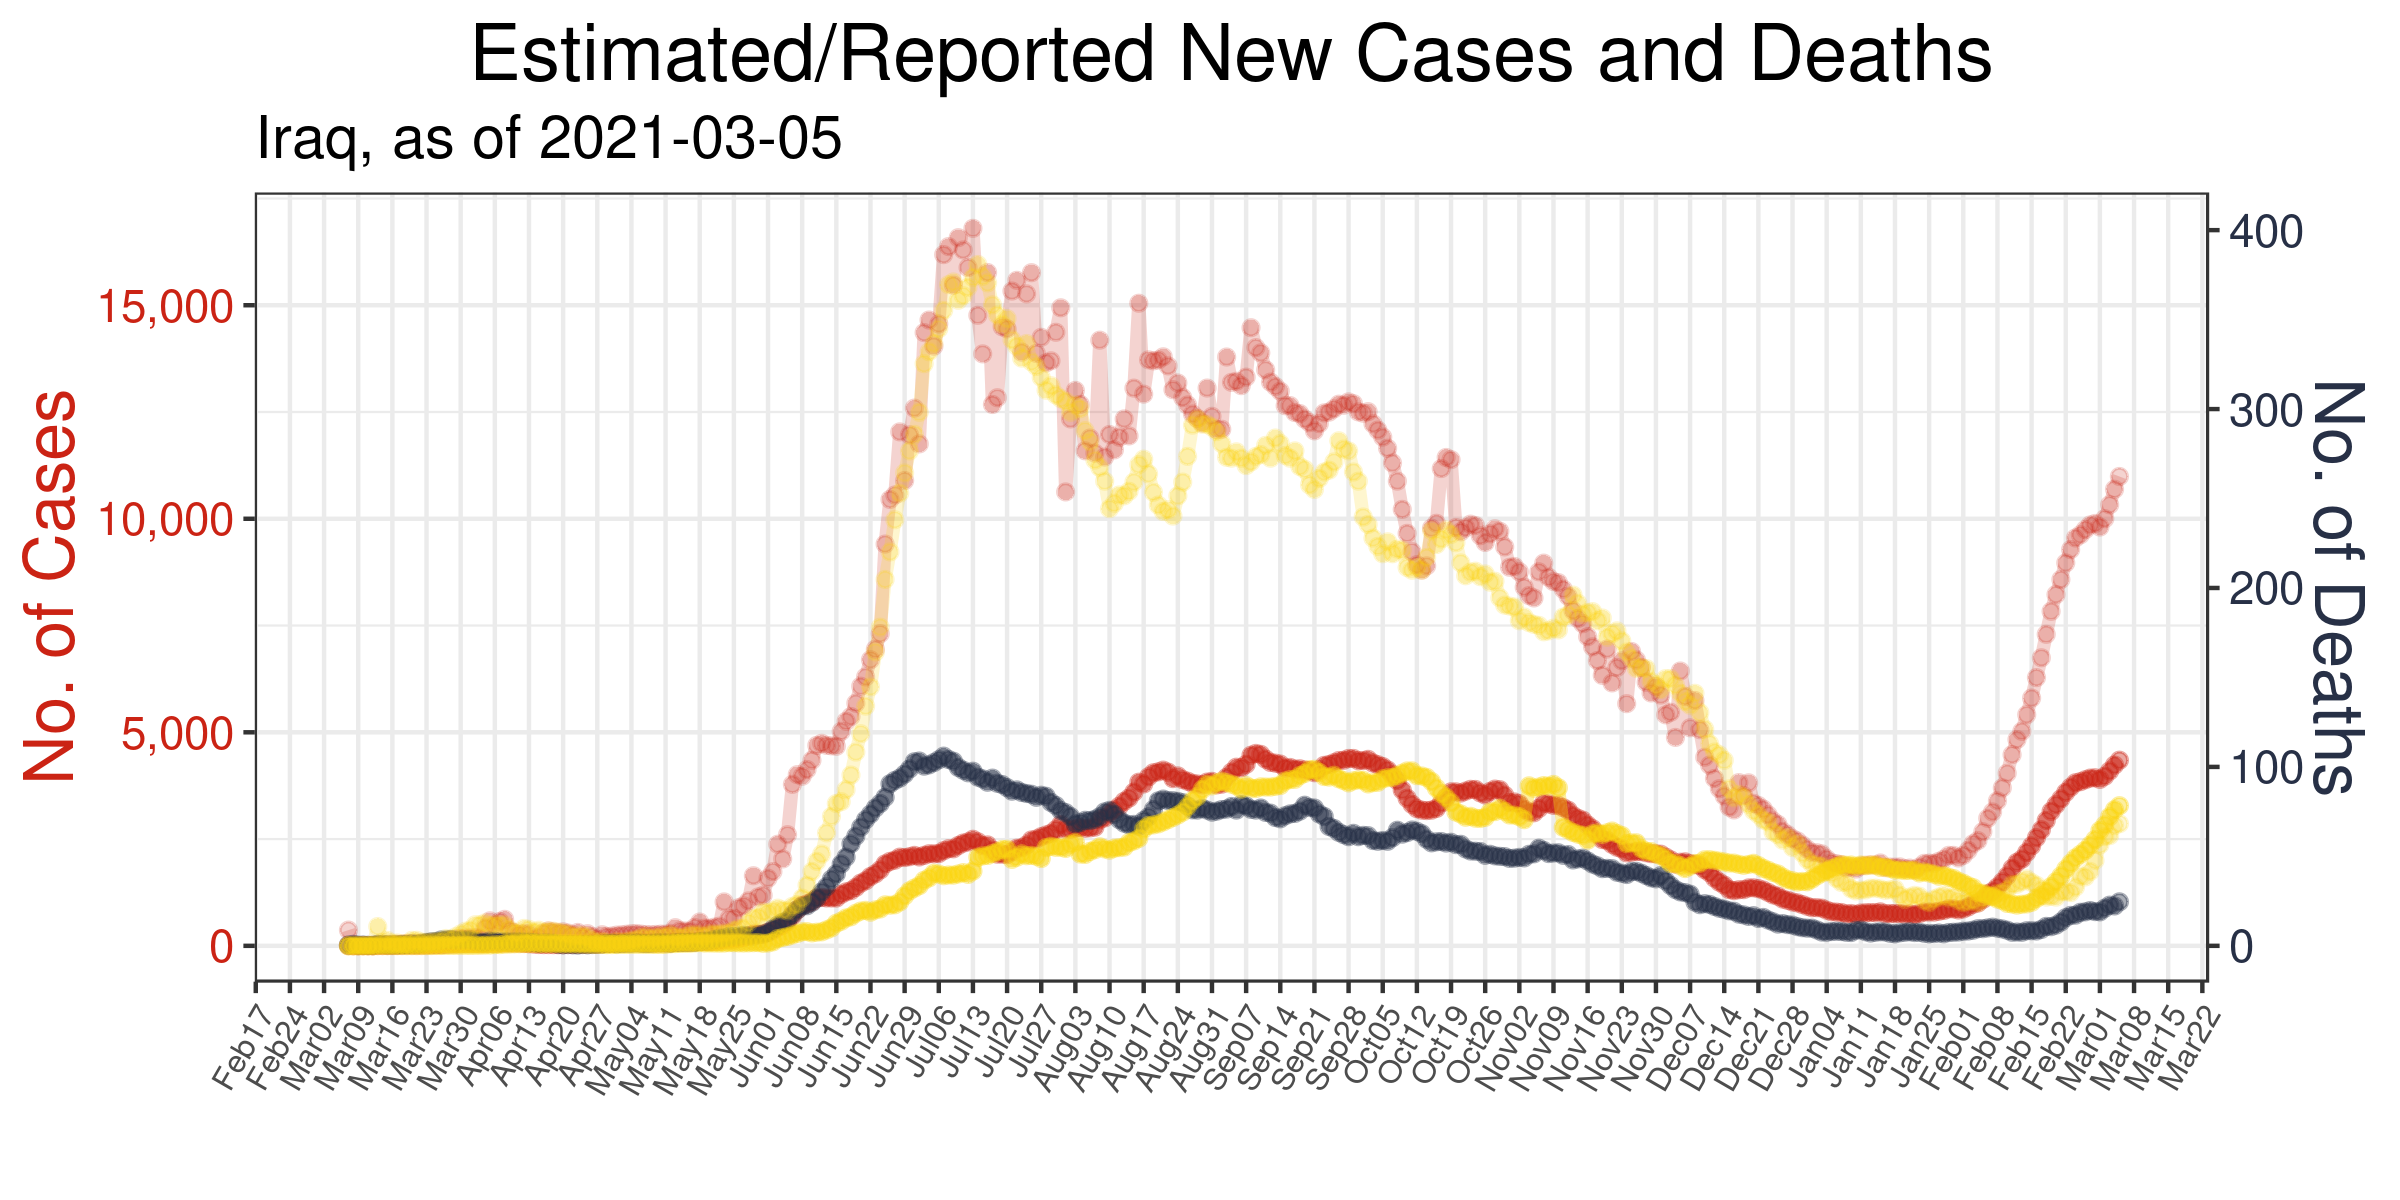 Estimated/Reported New Cases and Deaths
Iraq, as of 2021-03-05
No. of Cases
15,000
10,000
5,000
0
400
300
200
100
0
No. of Deaths
Feb17 Feb24 Mar02 Mar09 Mar16 Mar23 Mar30 Apr06 Apr13 Apr20 Apr27 May04 May11 May18 May25 Jun01 Jun08 Jun15 Jun22 Jun29 Jul06 Jul13 Jul20 Jul27 Aug03 Aug10 Aug17 Aug24 Aug31 Sep07 Sep14 Sep21 Sep28 Oct05 Oct12 Oct19 Oct26 Nov02 Nov09 Nov16 Nov23 Nov30 Dec07 Dec14 Dec21 Dec28 Jan04 Jan11 Jan18 Jan25 Feb01 Feb08 Feb15 Feb22 Mar01 Mar08 Mar15 Mar22